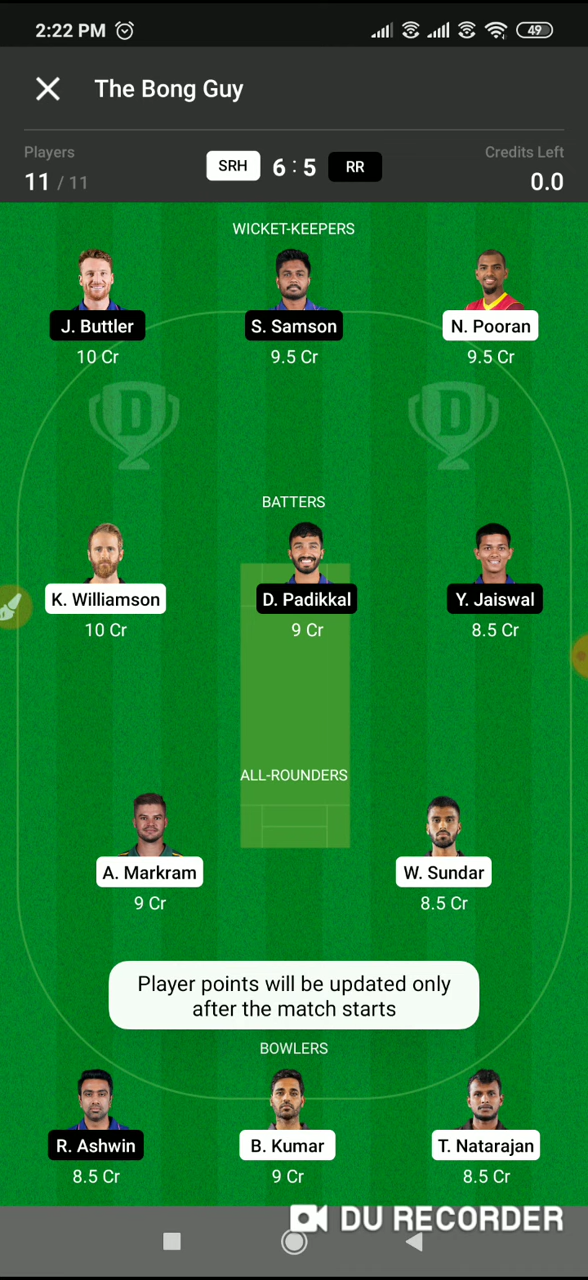 2:22 PM
49
The Bong Guy
Players
Credits Left
11 / 11
SRH 6 : 5 RR
0.0
WICKET-KEEPERS
J. Buttler
S. Samson
N. Pooran
10 Cr
9.5 Cr
9.5 Cr
D
D
BATTERS
K. Williamson
D. Padikkal
Y. Jaiswal
10 Cr
9 Cr
8.5 Cr
ALL-ROUNDERS
A. Markram
W. Sundar
9 Cr
8.5 Cr
Player points will be updated only
after the match starts
BOWLERS
R. Ashwin
B. Kumar
T. Natarajan
8.5 Cr
9 Cr
8.5 Cr
DU RECORDER